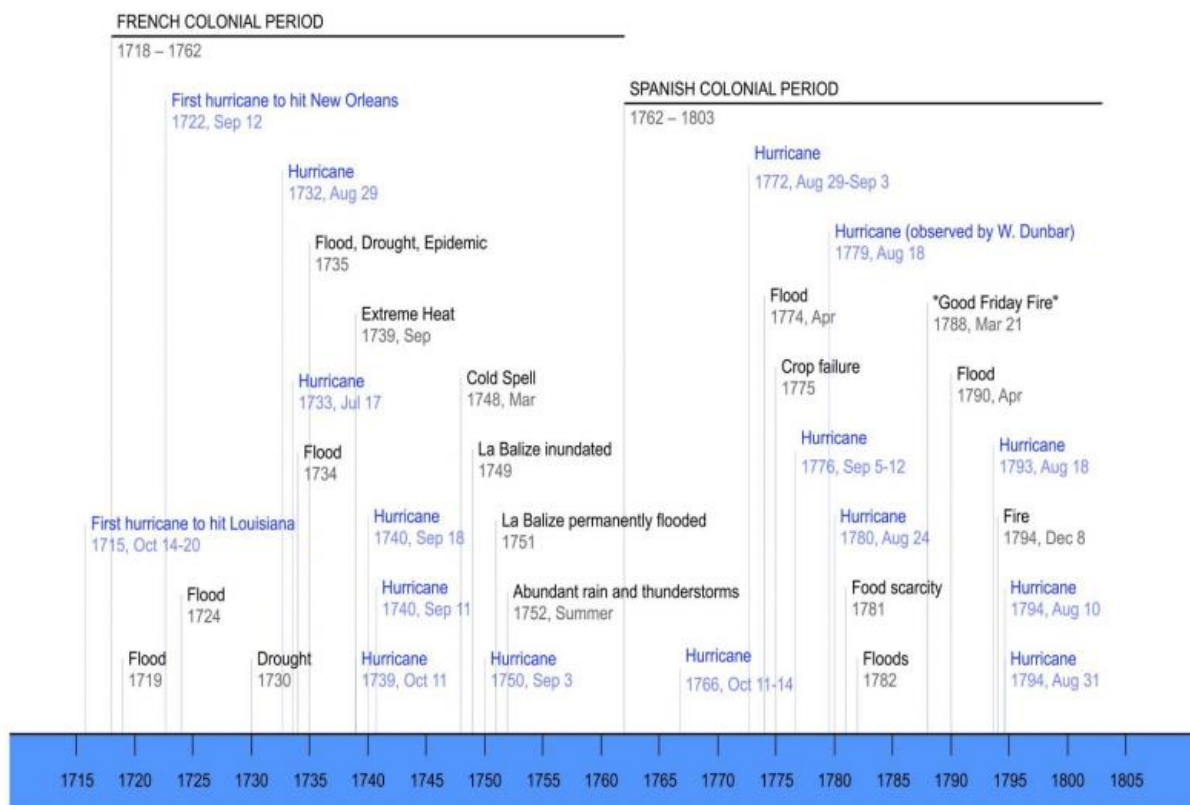 FRENCH COLONIAL PERIOD
1718 – 1762
SPANISH COLONIAL PERIOD
1762 – 1803
First hurricane to hit New Orleans
1722, Sep 12
Hurricane
1772, Aug 29-Sep 3
Hurricane
1732, Aug 29
Hurricane (observed by W. Dunbar)
1779, Aug 18
Flood, Drought, Epidemic
1735
Flood
1774, Apr
"Good Friday Fire"
1788, Mar 21
Extreme Heat
1739, Sep
Crop failure
1775
Flood
1790, Apr
Hurricane
1733, Jul 17
Cold Spell
1748, Mar
Hurricane
1776, Sep 5-12
Hurricane
1793, Aug 18
Flood
1734
La Balize inundated
1749
First hurricane to hit Louisiana
1715, Oct 14-20
Hurricane
1740, Sep 18
La Balize permanently flooded
1751
Hurricane
1780, Aug 24
Fire
1794, Dec 8
Flood
1724
Hurricane
1740, Sep 11
Abundant rain and thunderstorms
1752, Summer
Food scarcity
1781
Hurricane
1794, Aug 10
Flood
1719
Drought
1730
Hurricane
1739, Oct 11
Hurricane
1750, Sep 3
Hurricane
1766, Oct 11-14
Floods
1782
Hurricane
1794, Aug 31
1715 1720 1725 1730 1735 1740 1745 1750 1755 1760 1765 1770 1775 1780 1785 1790 1795 1800 1805